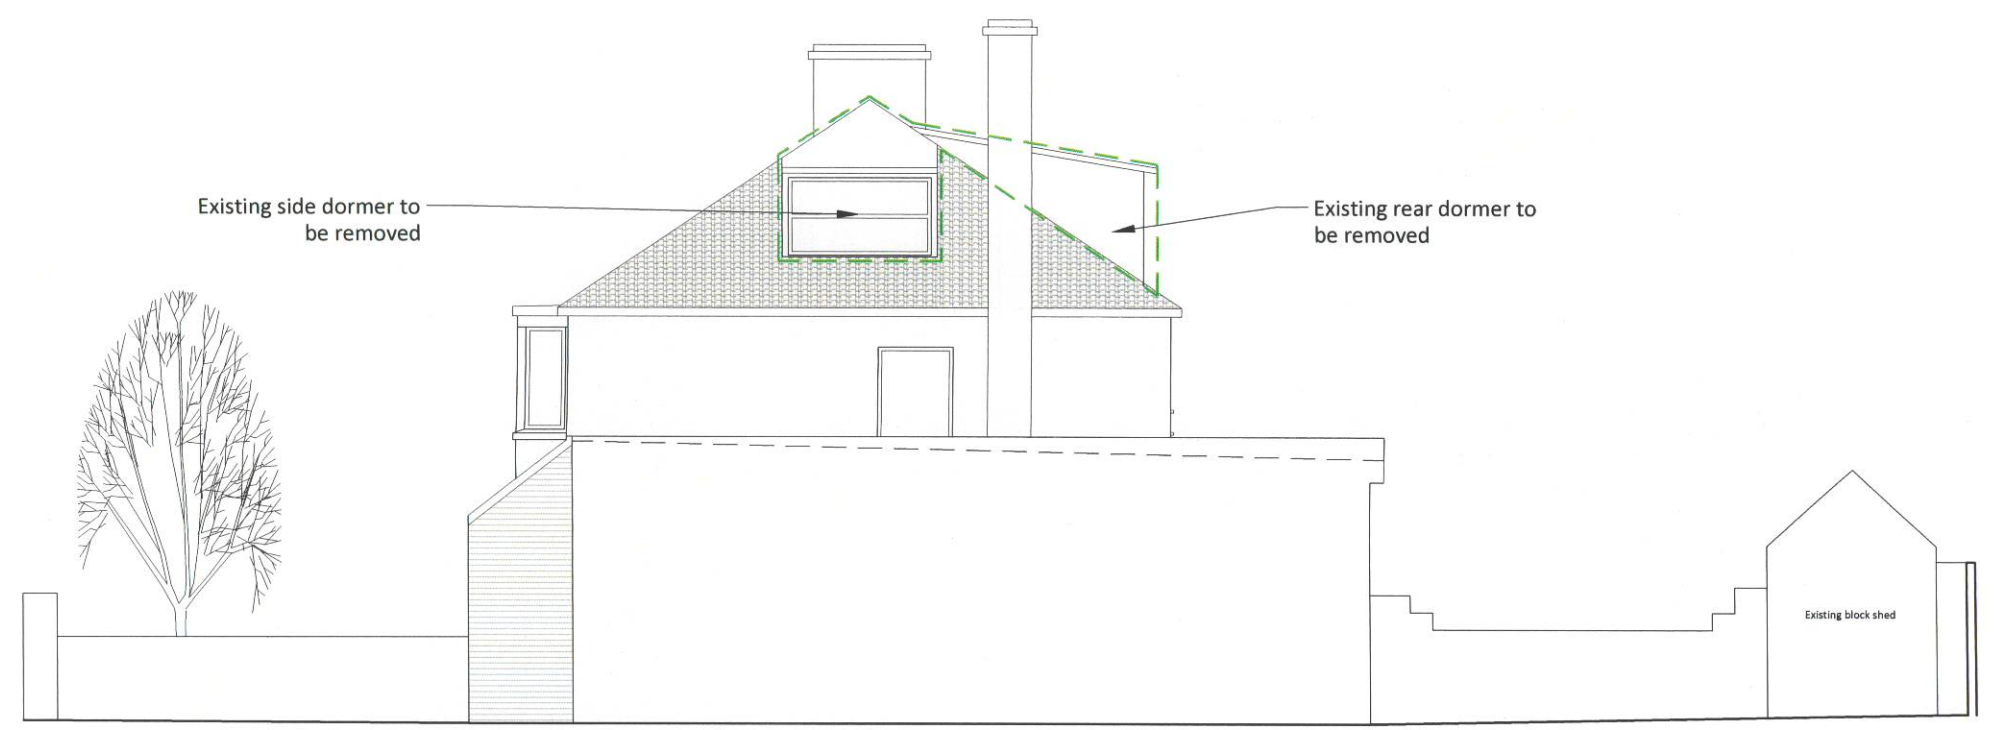 Existing side dormer to
be removed
Existing rear dormer to
be removed
Existing block shed